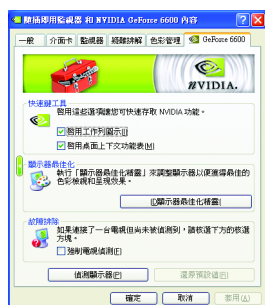 隨插即用監視器 和 NVIDIA GeForce 6600 內容
一般 介面卡 監視器 疑難排解 色彩管理 GeForce 6600
NVIDIA.
快速鍵工具
啓用這些選項讓您可快速存取 NVIDIA 功能。
啓用工作列圖示(I)
啓用桌面上下文功能表(M)
顯示器最佳化
執行「顯示器最佳化精靈」來調整顯示器以便獲得最佳的
色彩檢視和呈現效果。
顯示器最佳化精靈
故障排除
如果連接了一台電視但尚未被偵測到，請核選下方的核選
方塊。
強制電視偵測(F)
偵測顯示器(E) 還原預設值(R)
確定 取消 套用(A)